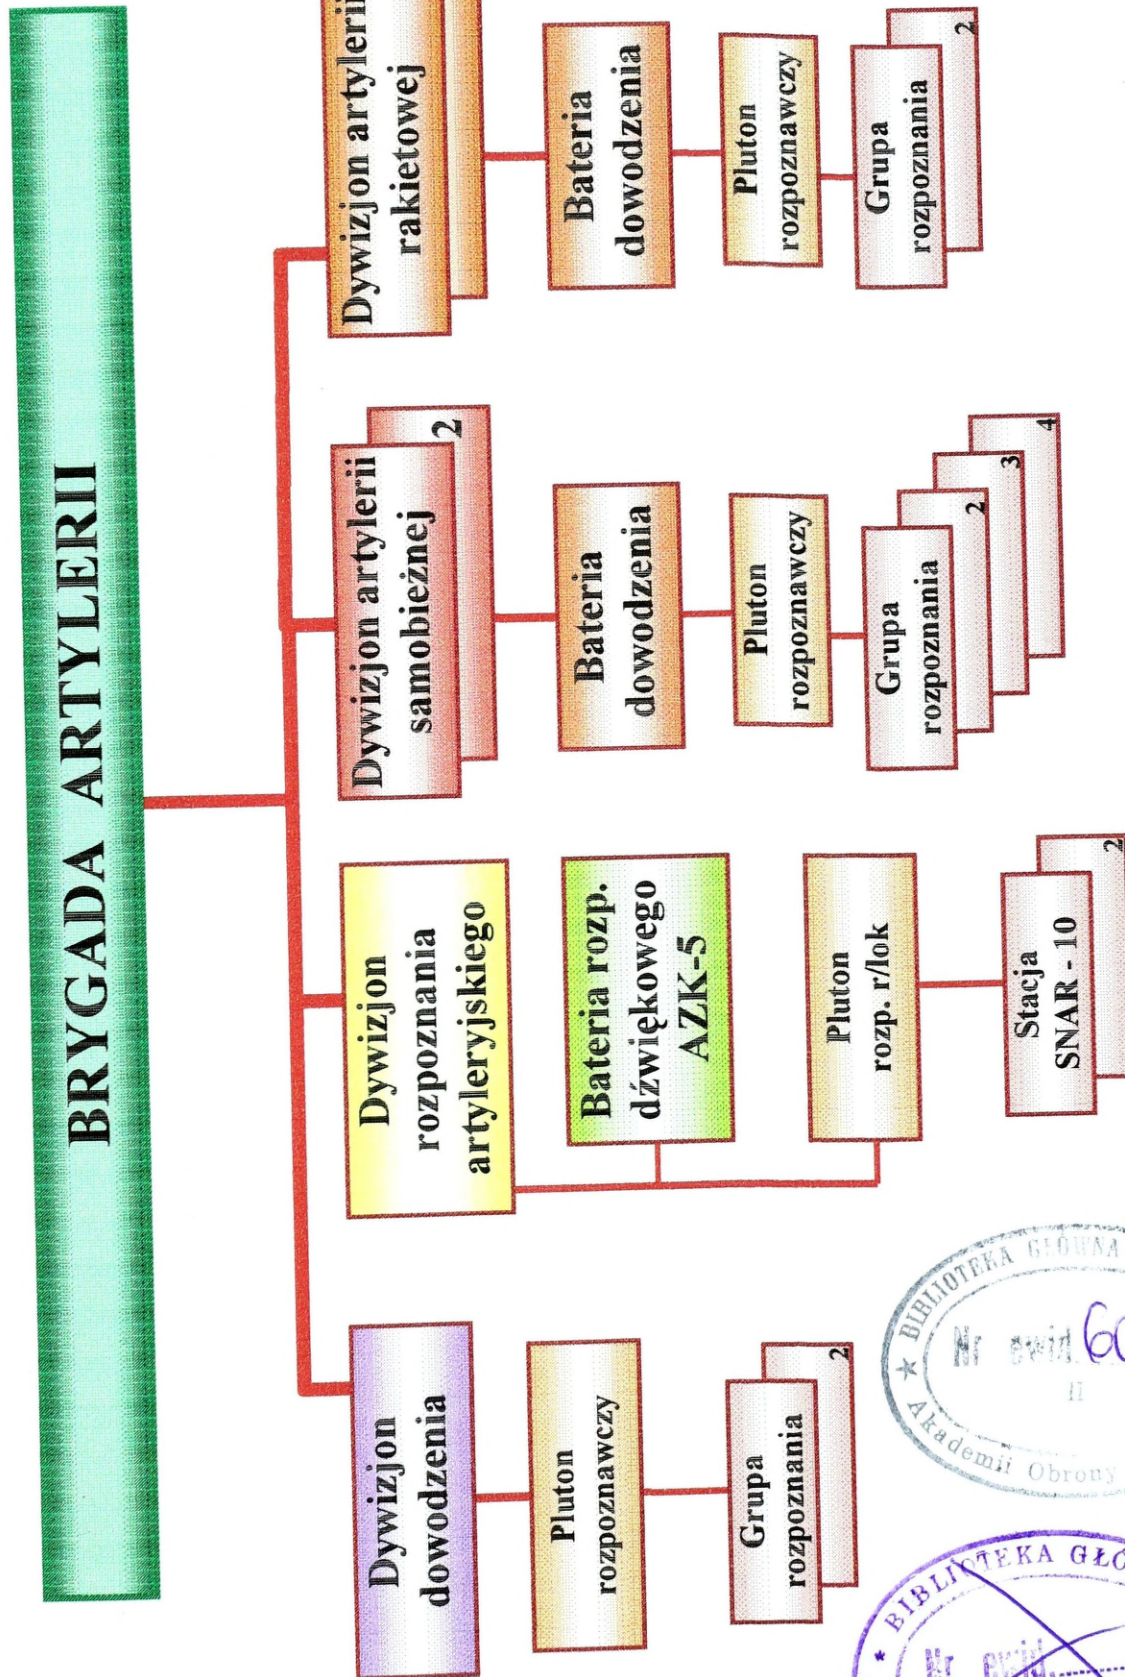 BRYGADA ARTYLERII
Dywizjon
dowodzenia
Pluton
rozpoznawczy
Grupa
rozpoznania
2
Dywizjon
rozpoznania
artyleryjskiego
Bateria rozp.
dźwiękowego
AZK-5
Pluton
rozp. r/lok
Stacja
SNAR - 10
2
Dywizjon artylerii
samobieżnej
2
Bateria
dowodzenia
Pluton
rozpoznawczy
Grupa
rozpoznania
2
3
4
Dywizjon artylerii
rakietowej
Bateria
dowodzenia
Pluton
rozpoznawczy
Grupa
rozpoznania
2
★ BIBLIOTEKA GŁÓWNA
Nr ewid.
II
Akademii Obrony
* BIBLIOTEKA
Nr ewid.